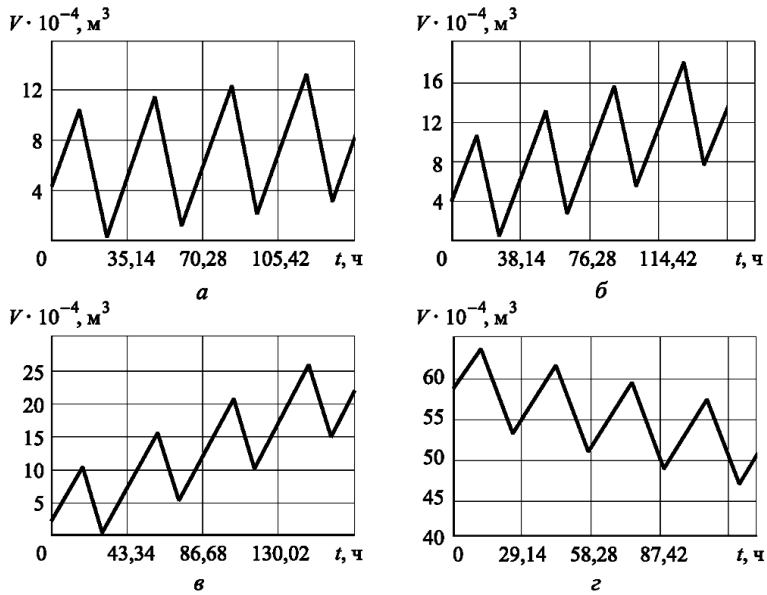 V · 10⁻⁴, м³
12
8
4
0 35,14 70,28 105,42 t, ч
а
V · 10⁻⁴, м³
16
12
8
4
0 38,14 76,28 114,42 t, ч
б
V · 10⁻⁴, м³
25
20
15
10
5
0 43,34 86,68 130,02 t, ч
в
V · 10⁻⁴, м³
60
55
50
45
40
0 29,14 58,28 87,42 t, ч
г